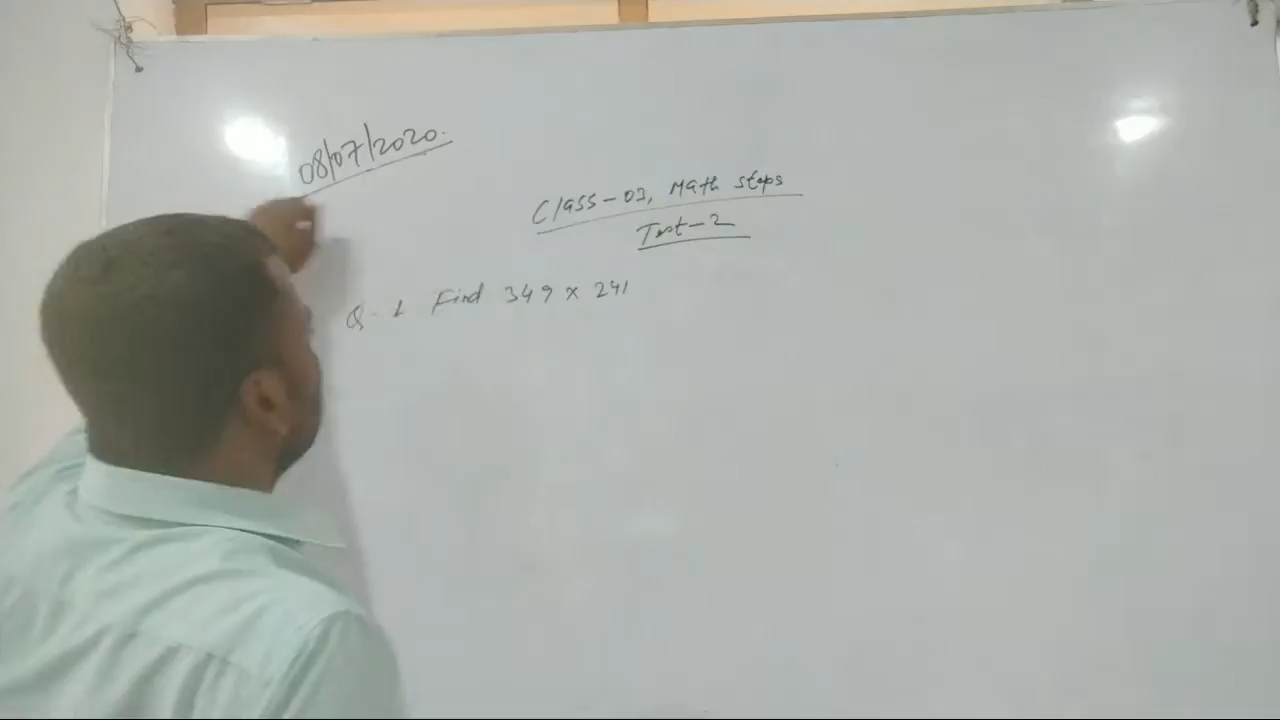 08/07/2020.
Class-03, Math steps
Test-2
Q. 1 Find 349 x 241